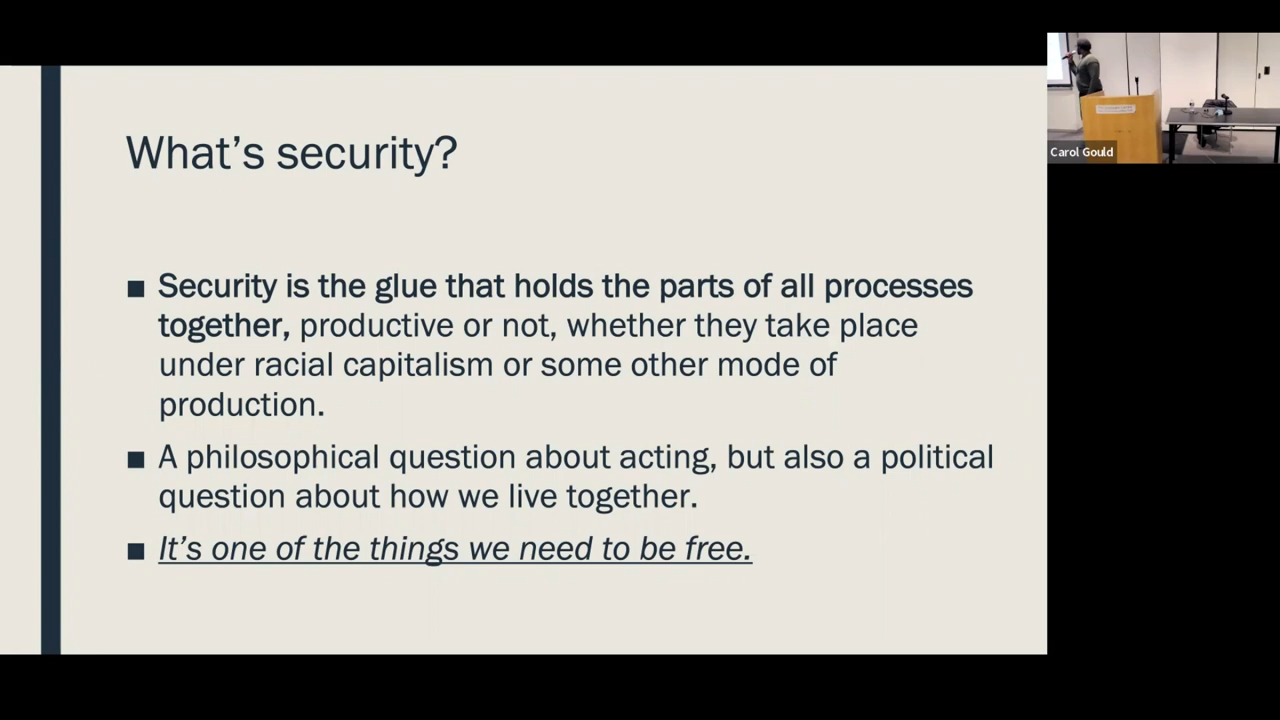 What's security?
■ Security is the glue that holds the parts of all processes
together, productive or not, whether they take place
under racial capitalism or some other mode of
production.
■ A philosophical question about acting, but also a political
question about how we live together.
■ It's one of the things we need to be free.
Carol Gould